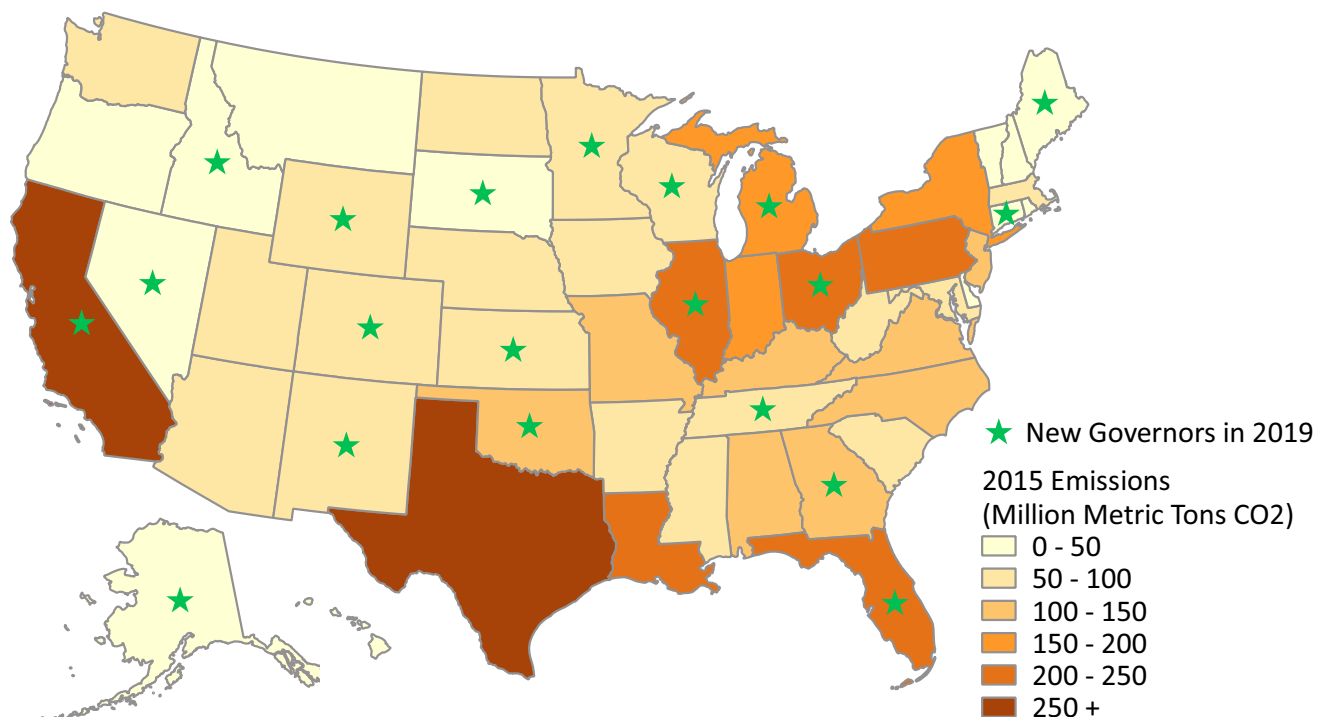 New Governors in 2019
2015 Emissions
(Million Metric Tons CO2)
0 - 50
50 - 100
100 - 150
150 - 200
200 - 250
250 +